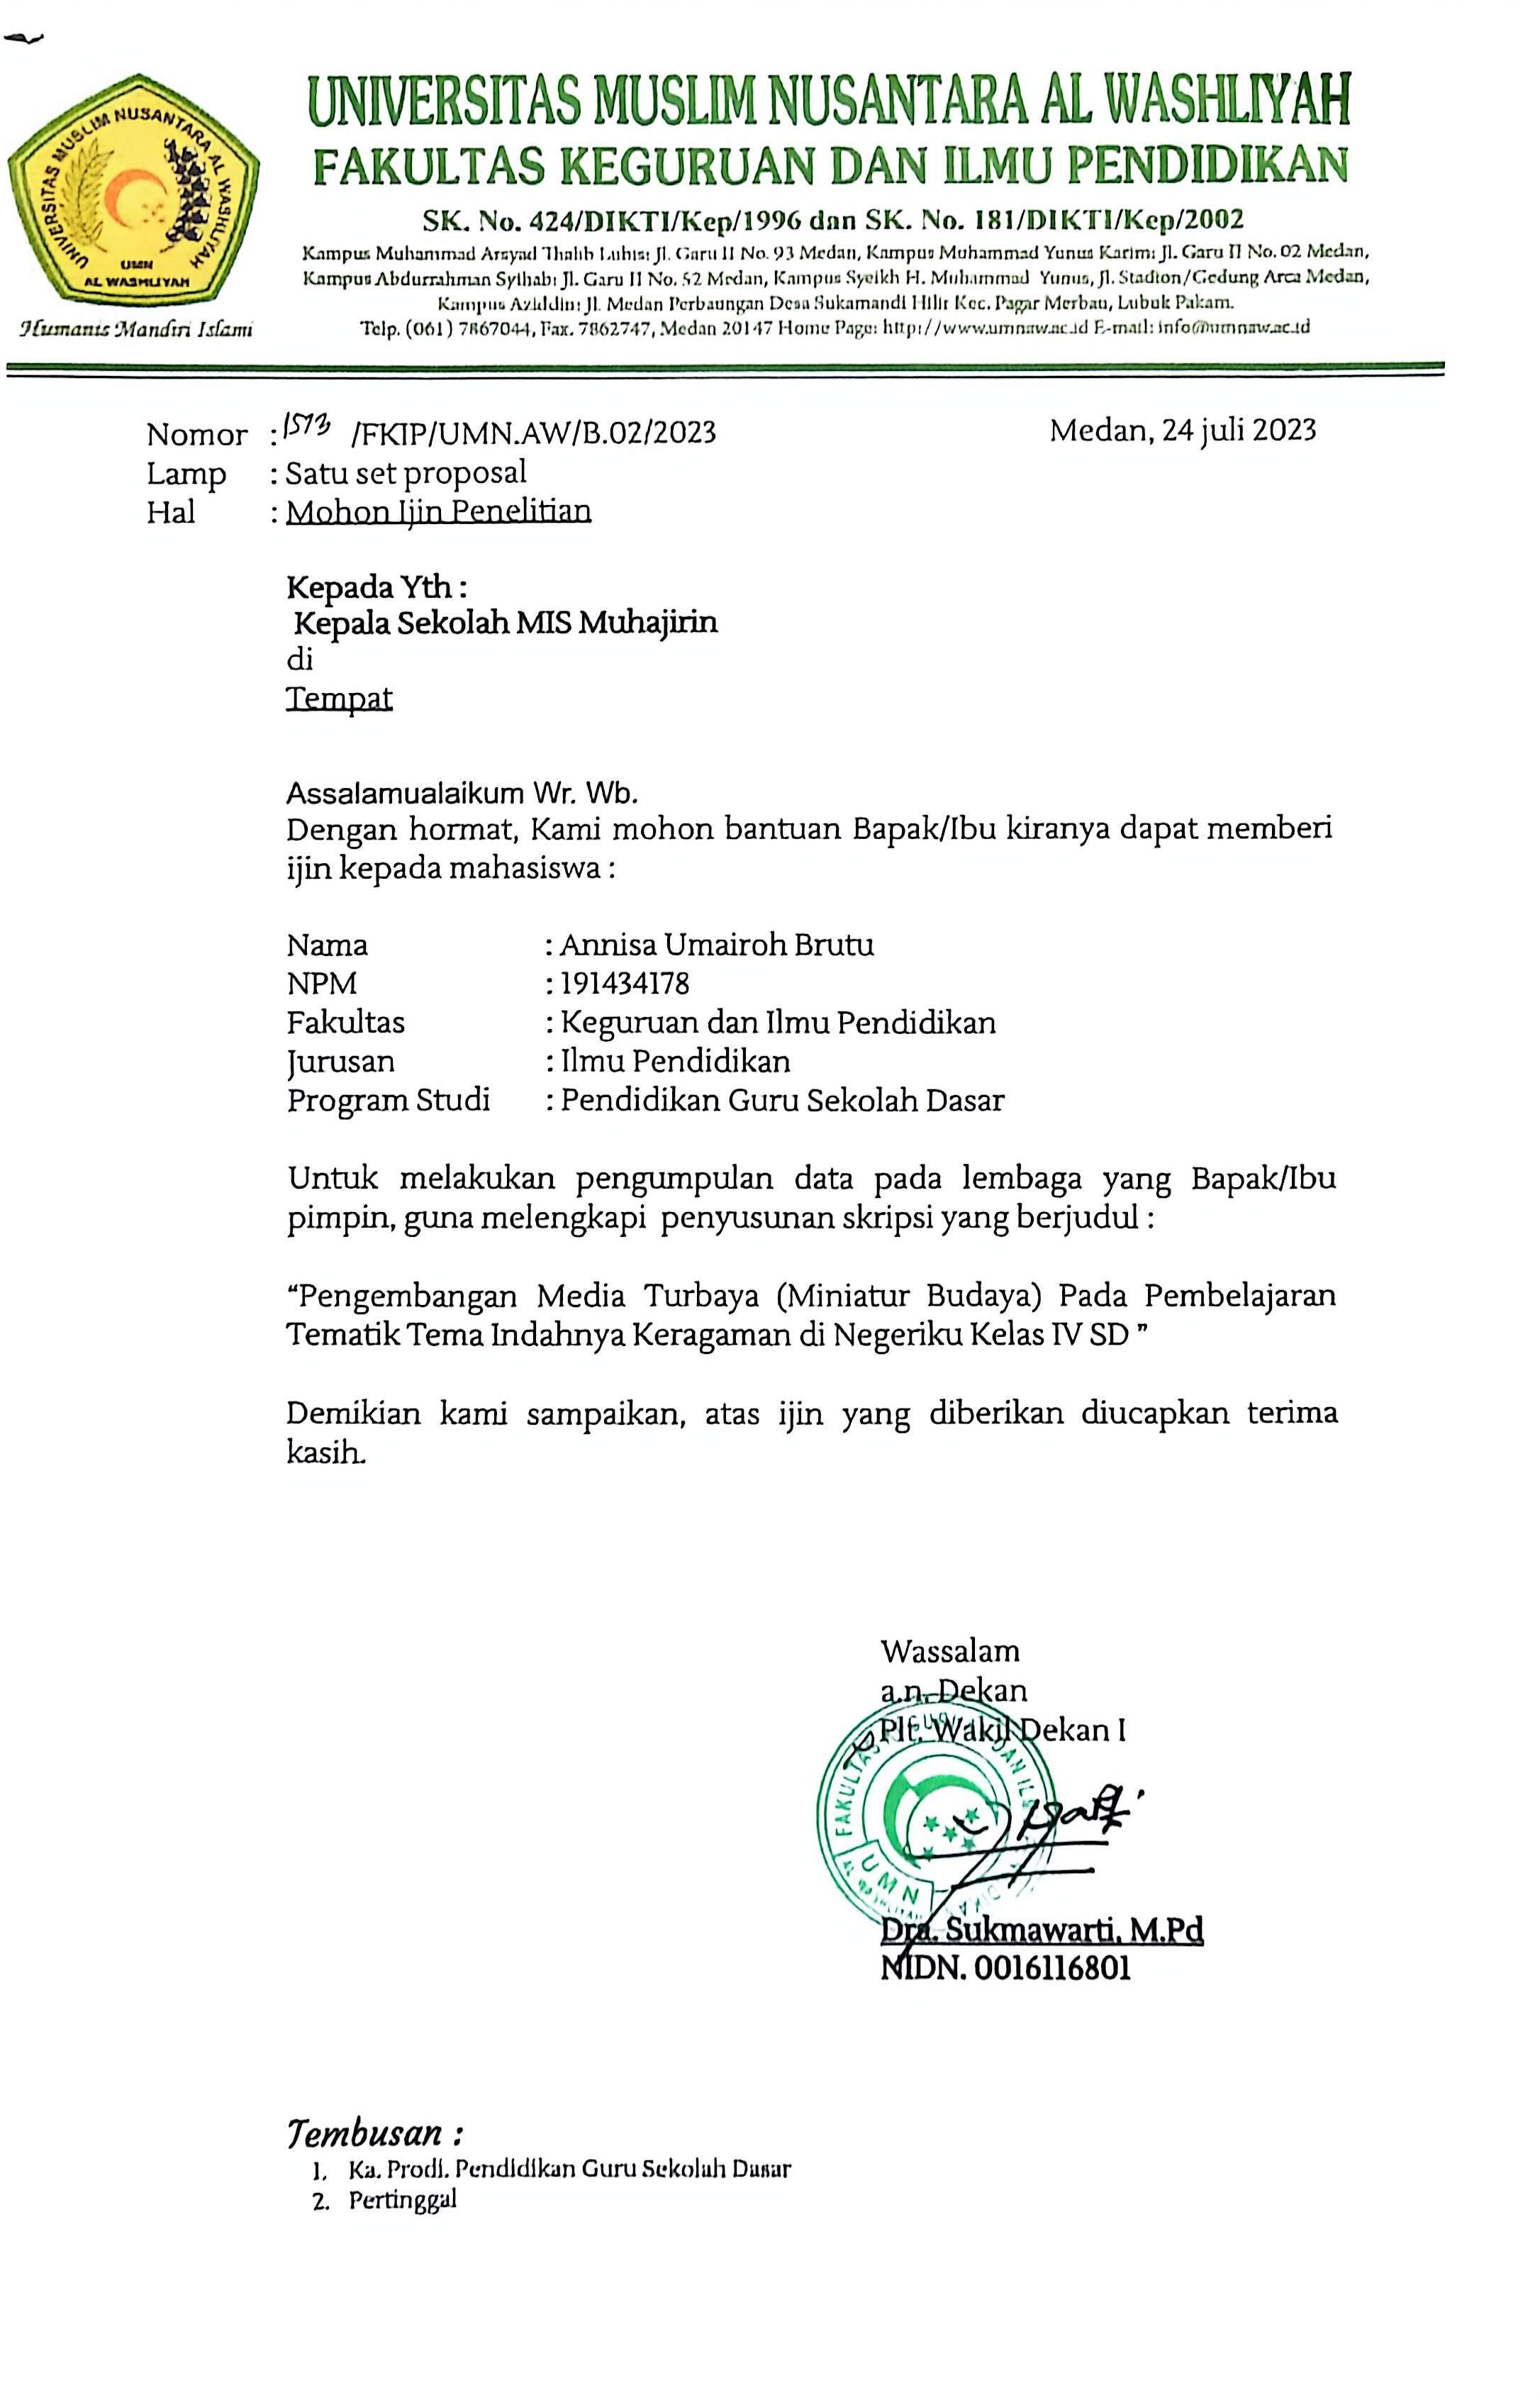 UNIVERSITAS MUSLIM NUSANTARA AL WASHLIYAH
UMN
AL WASHLIYAH
Humanis Mandiri Islami
UNIVERSITAS MUSLIM NUSANTARA AL WASHLIYAH
FAKULTAS KEGURUAN DAN ILMU PENDIDIKAN
SK. No. 424/DIKTI/Kep/1996 dan SK. No. 181/DIKTI/Kep/2002
Kampus Muhammad Arsyad Thalib Lubis: Jl. Garu II No. 93 Medan, Kampus Muhammad Yunus Karim: Jl. Garu II No. 02 Medan,
Kampus Abdurrahman Syihab: Jl. Garu II No. 52 Medan, Kampus Syeikh H. Muhammad Yunus, Jl. Stadion/Gedung Arca Medan,
Kampus Aziddin: Jl. Medan Perbaungan Desa Sukamandi Hilir Kec. Pagar Merbau, Lubuk Pakam.
Telp. (061) 7867044, Fax. 7862747, Medan 20147 Home Page: http://www.umnaw.ac.id E-mail: info@umnaw.ac.id
Nomor : 1573 /FKIP/UMN.AW/B.02/2023 Medan, 24 juli 2023
Lamp : Satu set proposal
Hal : Mohon Ijin Penelitian
Kepada Yth :
Kepala Sekolah MIS Muhajirin
di
Tempat
Assalamualaikum Wr. Wb.
Dengan hormat, Kami mohon bantuan Bapak/Ibu kiranya dapat memberi
ijin kepada mahasiswa :
Nama : Annisa Umairoh Brutu
NPM : 191434178
Fakultas : Keguruan dan Ilmu Pendidikan
Jurusan : Ilmu Pendidikan
Program Studi : Pendidikan Guru Sekolah Dasar
Untuk melakukan pengumpulan data pada lembaga yang Bapak/Ibu
pimpin, guna melengkapi penyusunan skripsi yang berjudul :
“Pengembangan Media Turbaya (Miniatur Budaya) Pada Pembelajaran
Tematik Tema Indahnya Keragaman di Negeriku Kelas IV SD ”
Demikian kami sampaikan, atas ijin yang diberikan diucapkan terima
kasih.
Wassalam
a.n. Dekan
Plt. Wakil Dekan I
FAKULTAS DAN
UMN
Dra. Sukmawarti, M.Pd
NIDN. 0016116801
Tembusan :
1. Ka. Prodi. Pendidikan Guru Sekolah Dasar
2. Pertinggal